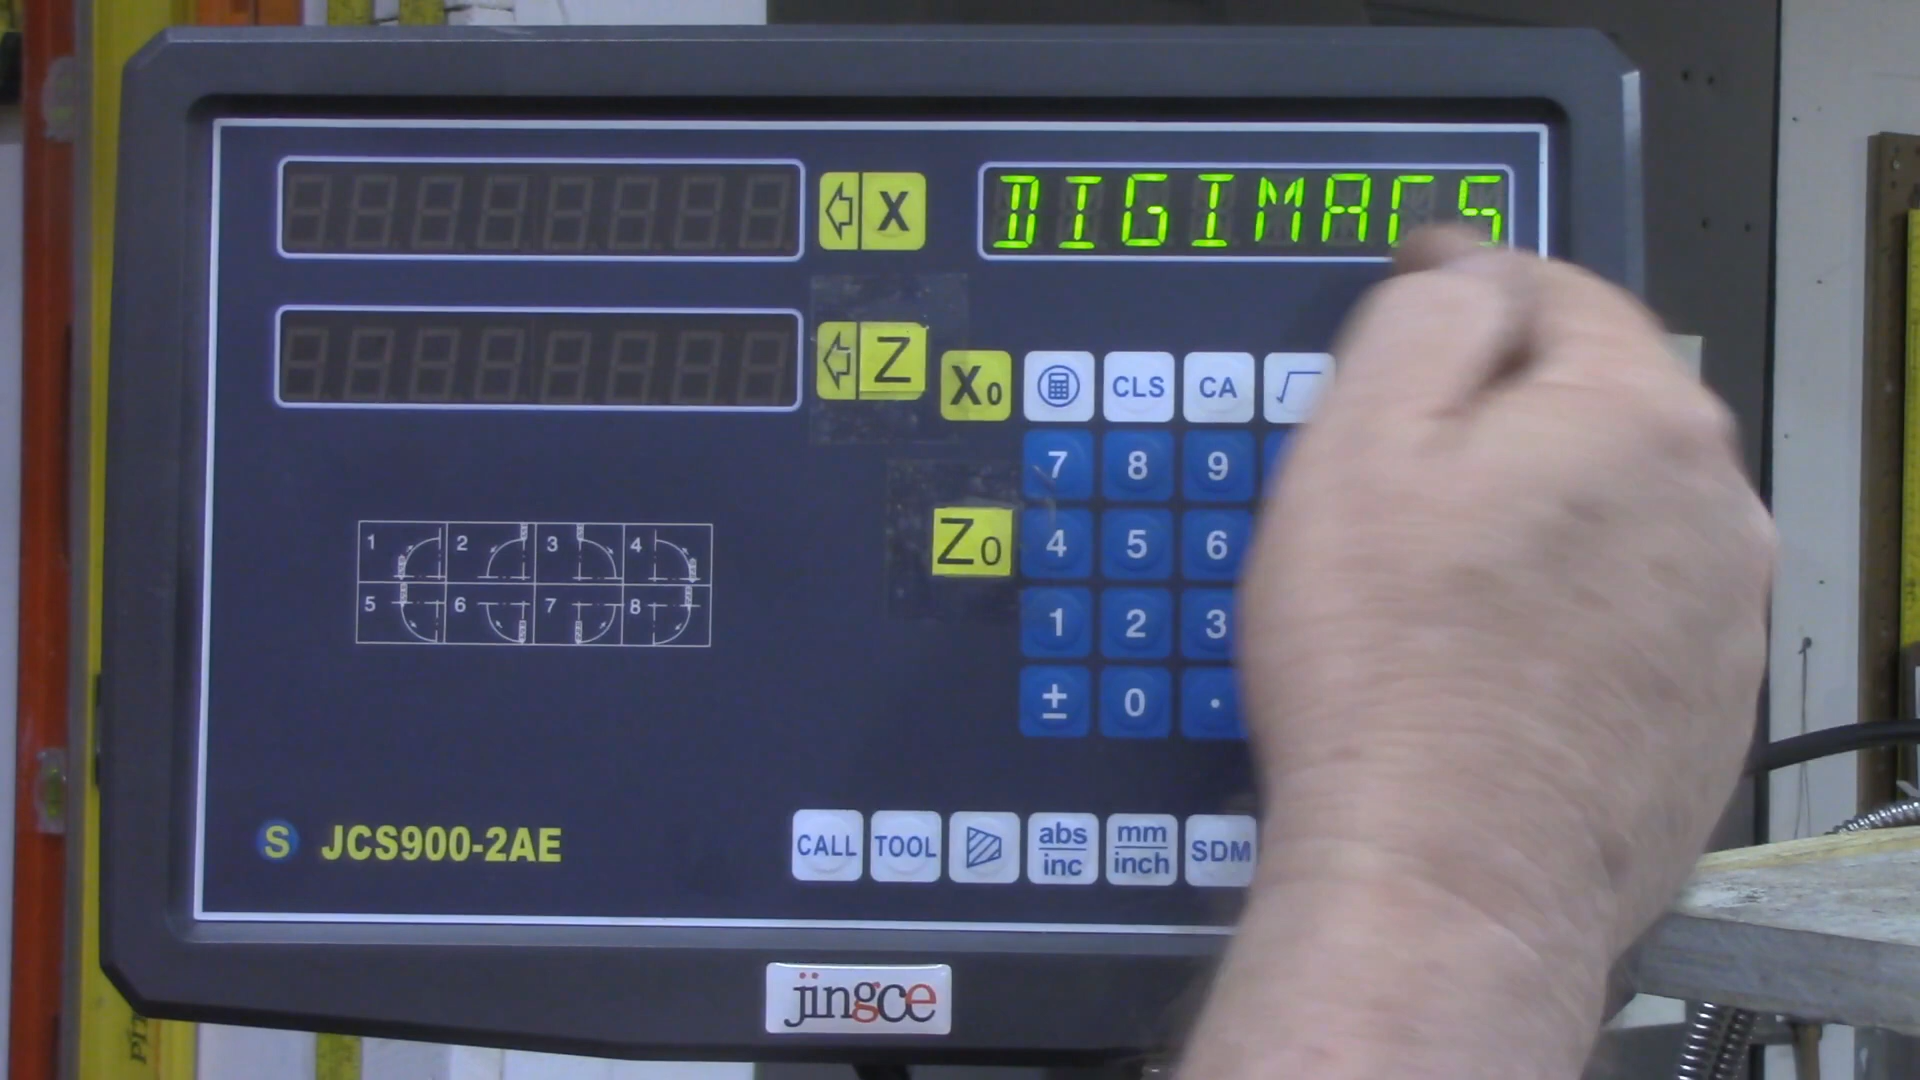 X
DIGIMACS
Z
X0
CLS CA √
7 8 9
Z0
4 5 6
1 2 3
± 0 .
1 2 3 4
5 6 7 8
S JCS900-2AE
CALL TOOL abs inc mm inch SDM
jingce